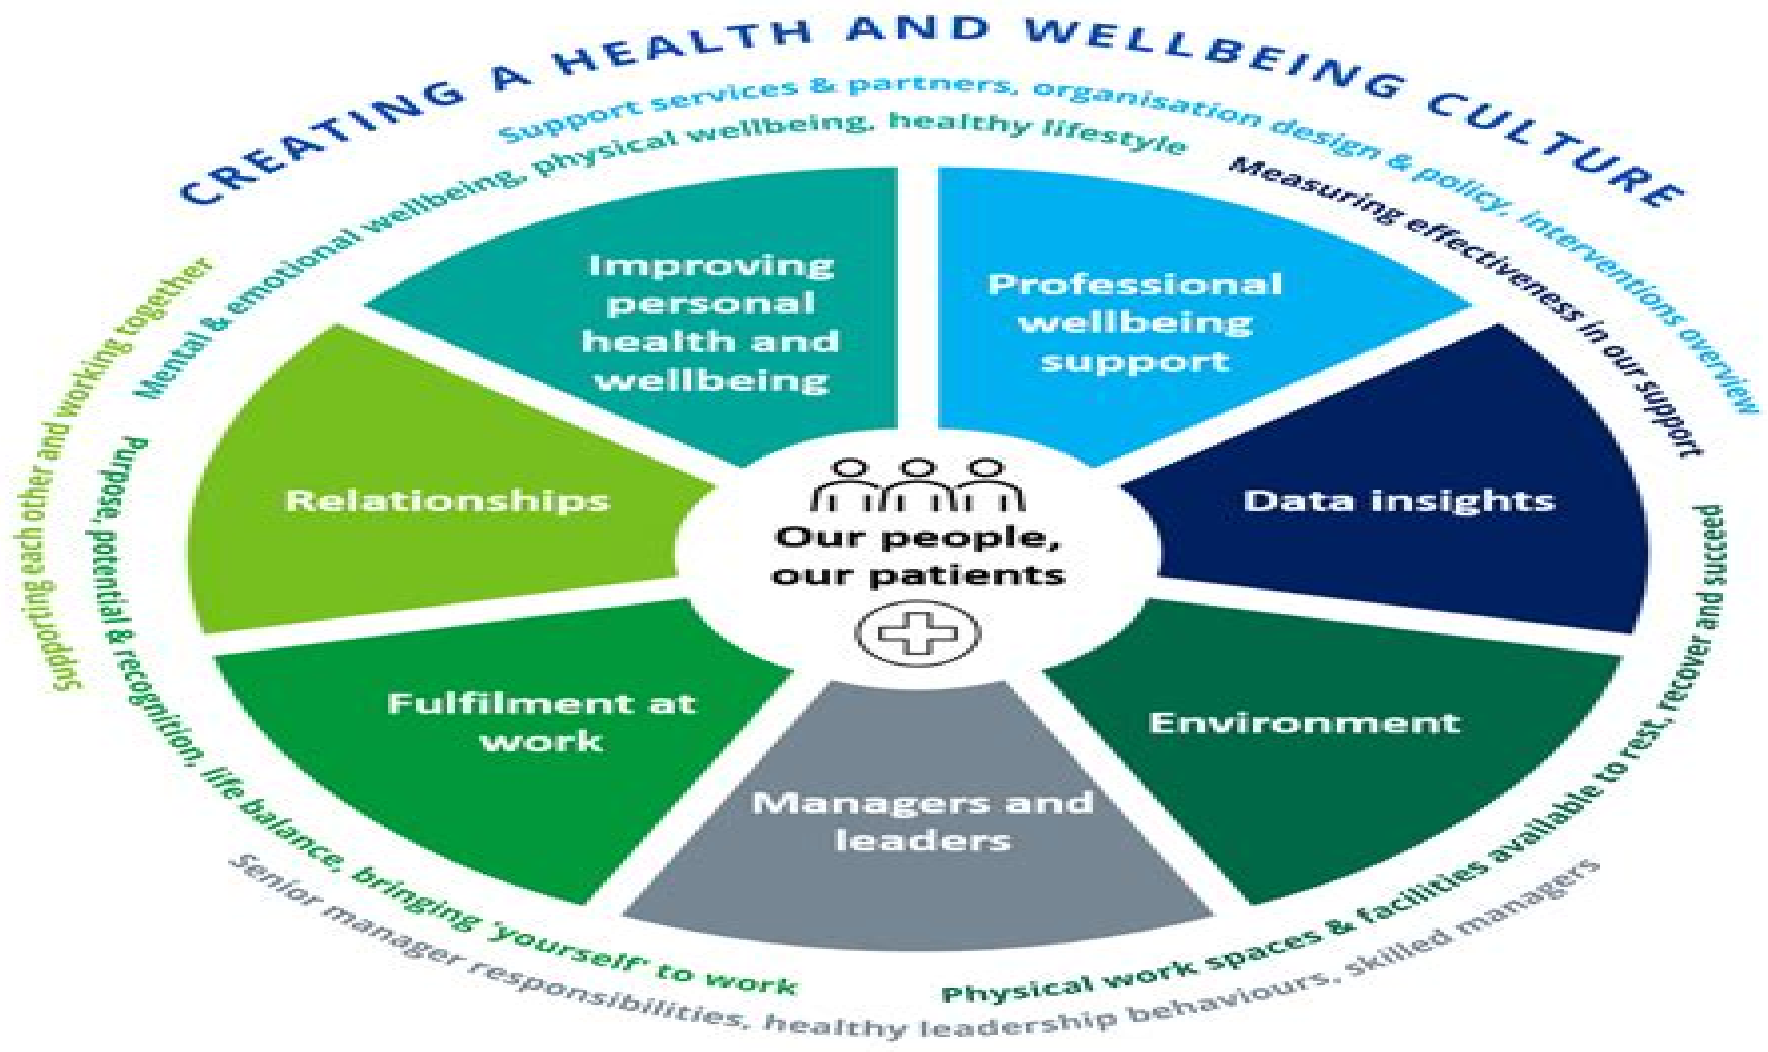 CREATING A HEALTH AND WELLBEING CULTURE
Support services & partners, organisation design & policy, interventions overview
Mental & emotional wellbeing, physical wellbeing, healthy lifestyle
Measuring effectiveness in our support
Supporting each other and working together
Improving
personal
health and
wellbeing
Professional
wellbeing
support
Relationships
Data insights
Our people,
our patients
Fulfilment at
work
Environment
Managers and
leaders
Purpose, potential & recognition, life balance, bringing 'yourself' to work
Physical work spaces & facilities available to rest, recover and succeed
Senior manager responsibilities, healthy leadership behaviours, skilled managers